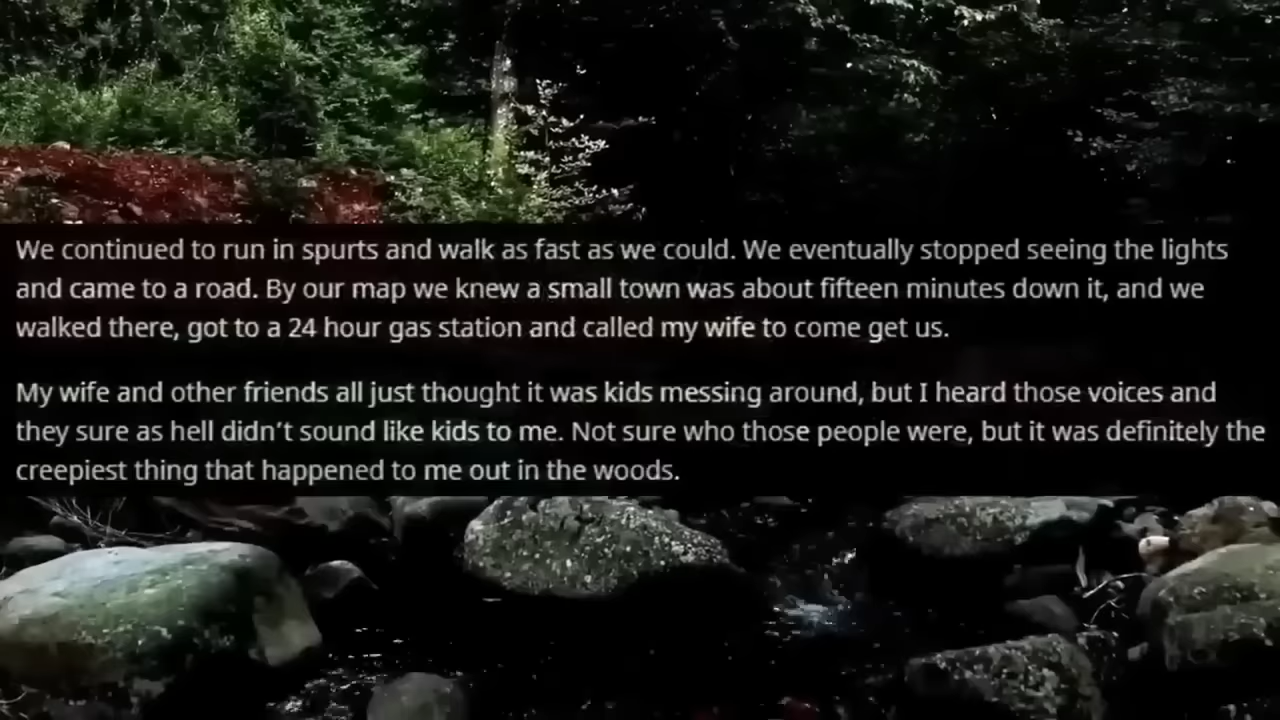 We continued to run in spurts and walk as fast as we could. We eventually stopped seeing the lights
and came to a road. By our map we knew a small town was about fifteen minutes down it, and we
walked there, got to a 24 hour gas station and called my wife to come get us.
My wife and other friends all just thought it was kids messing around, but I heard those voices and
they sure as hell didn't sound like kids to me. Not sure who those people were, but it was definitely the
creepiest thing that happened to me out in the woods.